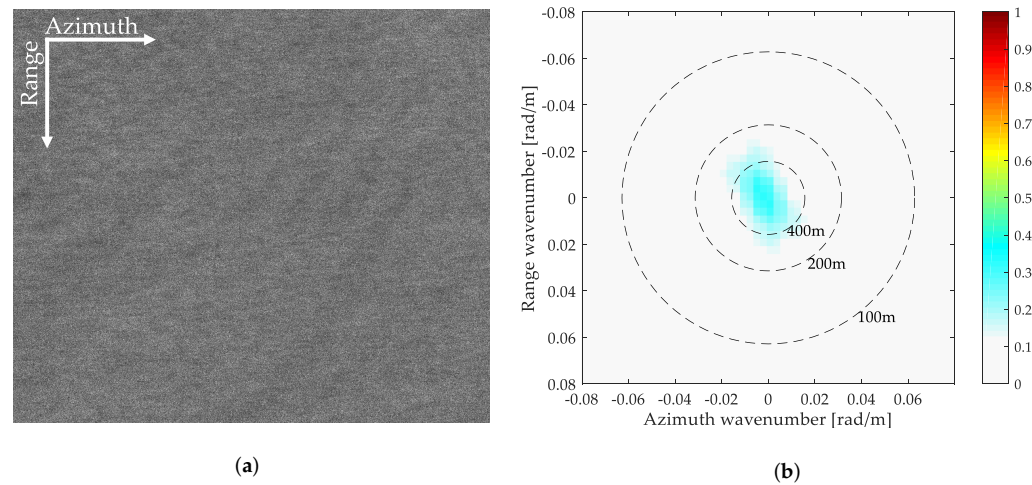 Azimuth
Range
(a)
-0.08
-0.06
-0.04
-0.02
0
0.02
0.04
0.06
0.08
Range wavenumber [rad/m]
400m
200m
100m
-0.08 -0.06 -0.04 -0.02 0 0.02 0.04 0.06
Azimuth wavenumber [rad/m]
1
0.9
0.8
0.7
0.6
0.5
0.4
0.3
0.2
0.1
0
(b)